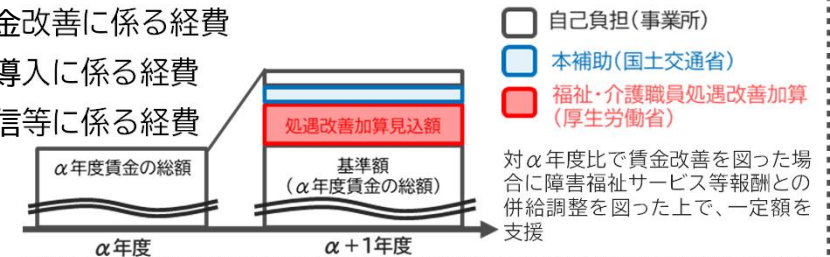 金改善に係る経費
導入に係る経費
信等に係る経費
自己負担(事業所)
本補助(国土交通省)
福祉・介護職員処遇改善加算
(厚生労働省)
処遇改善加算見込額
α年度賃金の総額
基準額
(α年度賃金の総額)
α年度
α+1年度
対α年度比で賃金改善を図った場
合に障害福祉サービス等報酬との
併給調整を図った上で、一定額を
支援